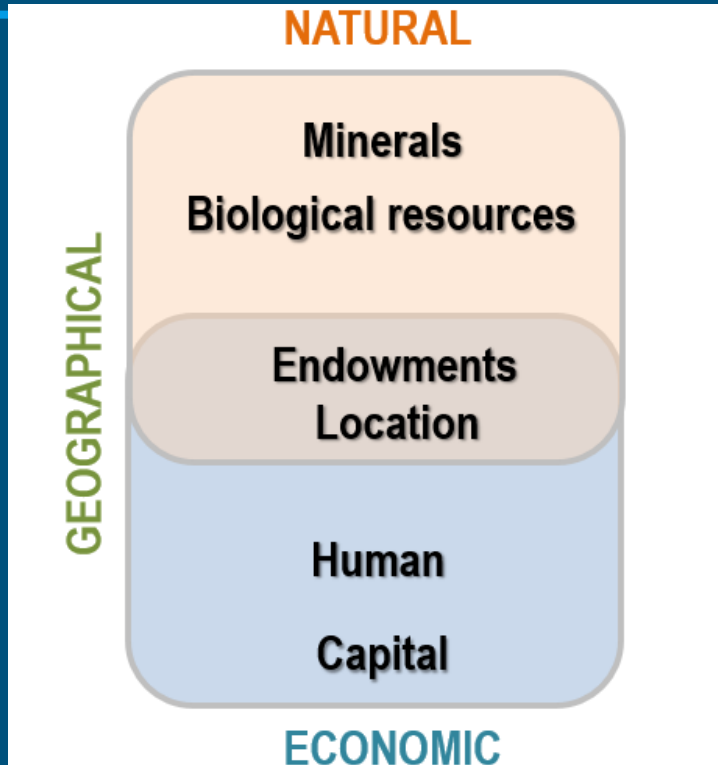 NATURAL
Minerals
Biological resources
GEOGRAPHICAL
Endowments
Location
Human
Capital
ECONOMIC